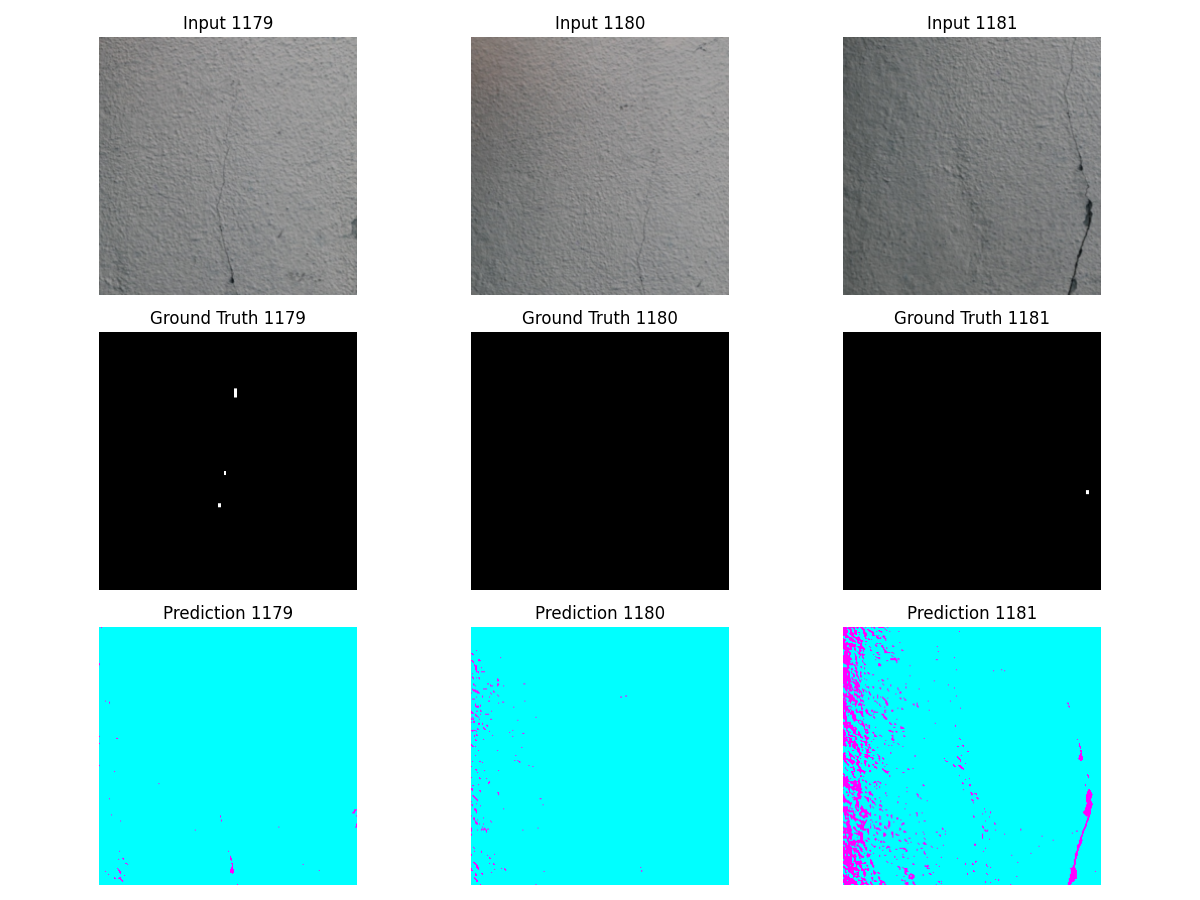 Input 1179
Input 1180
Input 1181
Ground Truth 1179
Ground Truth 1180
Ground Truth 1181
Prediction 1179
Prediction 1180
Prediction 1181